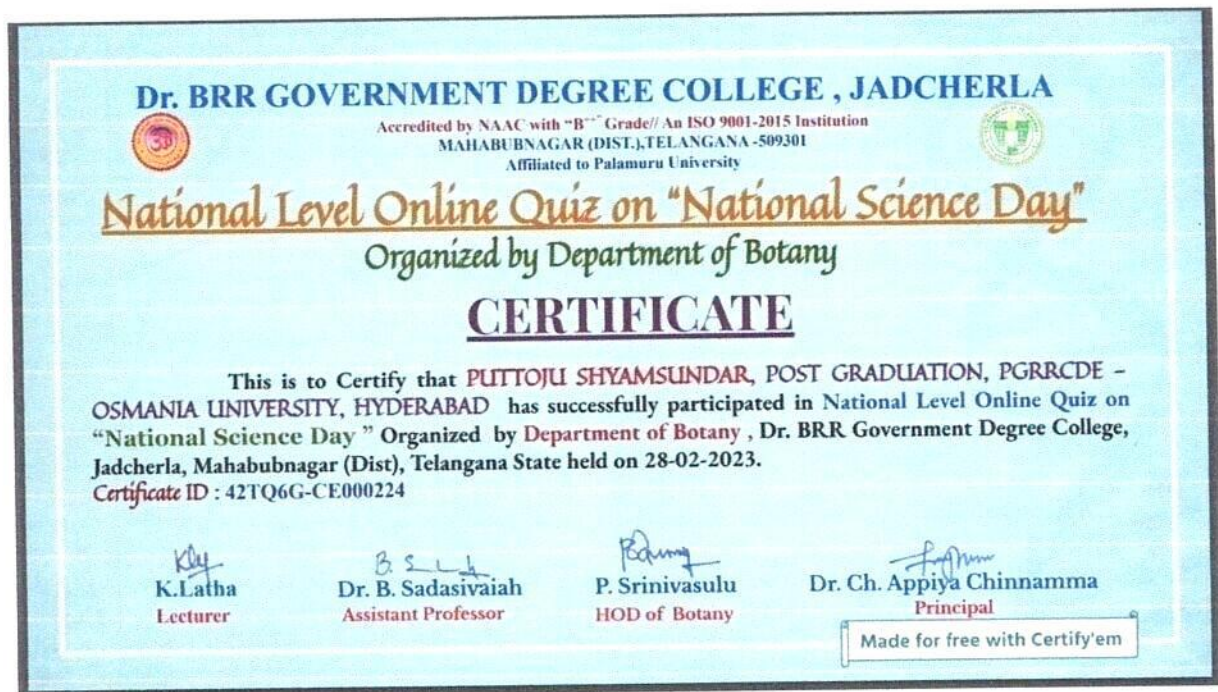 Dr. BRR GOVERNMENT DEGREE COLLEGE , JADCHERLA
Accredited by NAAC with "B++" Grade// An ISO 9001-2015 Institution
MAHABUBNAGAR (DIST.),TELANGANA -509301
Affiliated to Palamuru University
National Level Online Quiz on "National Science Day"
Organized by Department of Botany
CERTIFICATE
This is to Certify that PUTTOJU SHYAMSUNDAR, POST GRADUATION, PGRRCDE –
OSMANIA UNIVERSITY, HYDERABAD has successfully participated in National Level Online Quiz on
"National Science Day " Organized by Department of Botany , Dr. BRR Government Degree College,
Jadcherla, Mahabubnagar (Dist), Telangana State held on 28-02-2023.
Certificate ID : 42TQ6G-CE000224
K.Latha Dr. B. Sadasivaiah P. Srinivasulu Dr. Ch. Appiya Chinnamma
Lecturer Assistant Professor HOD of Botany Principal
Made for free with Certify'em